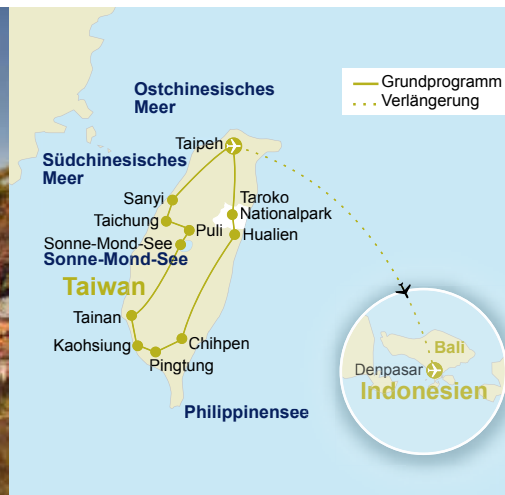 Ostchinesisches
Meer
Grundprogramm
Verlängerung
Taipeh
Südchinesisches
Meer
Sanyi
Taroko
Nationalpark
Taichung
Puli
Hualien
Sonne-Mond-See
Sonne-Mond-See
Taiwan
Tainan
Kaohsiung
Chihpen
Pingtung
Bali
Denpasar
Indonesien
Philippinensee